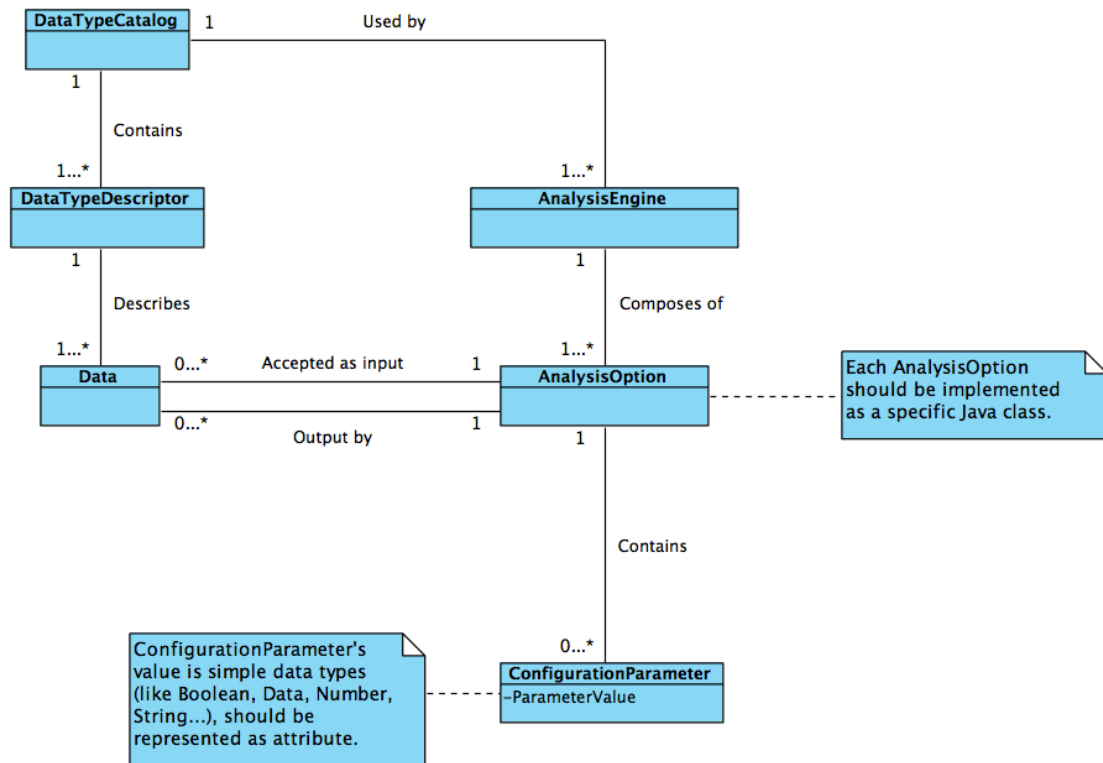 DataTypeCatalog
1
Used by
1
Contains
1...*
1...*
DataTypeDescriptor
AnalysisEngine
1
1
Describes
Composes of
1...*
0...*
Accepted as input
1
1...*
Data
AnalysisOption
Each AnalysisOption
should be implemented
as a specific Java class.
0...*
Output by
1
1
Contains
0...*
ConfigurationParameter's
value is simple data types
(like Boolean, Data, Number,
String...), should be
represented as attribute.
ConfigurationParameter
-ParameterValue